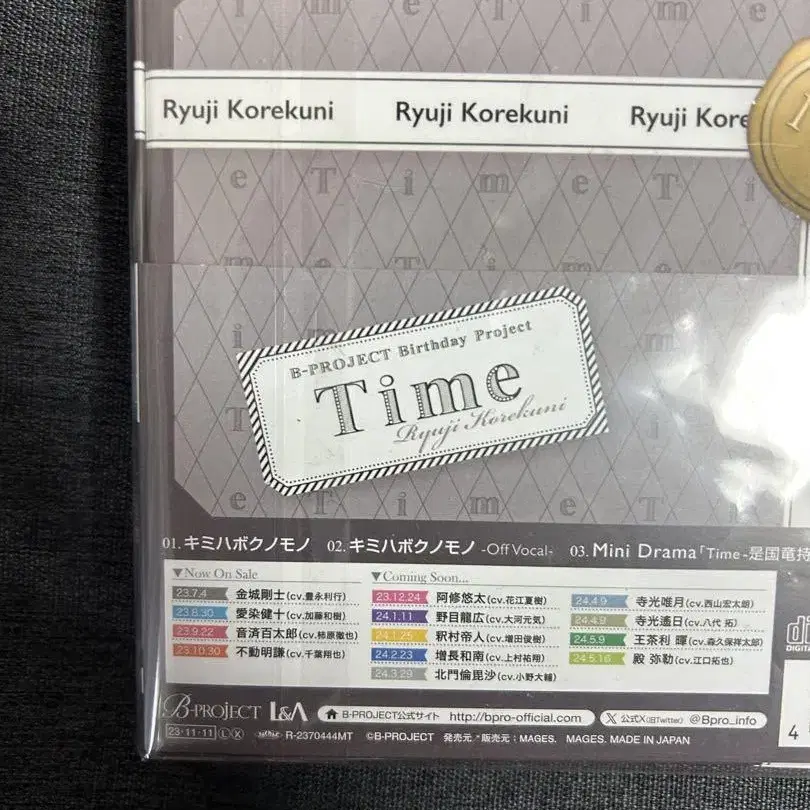 Ryuji Korekuni Ryuji Korekuni Ryuji Kore
e T i m e T i m
B-PROJECT Birthday Project
Time
Ryuji Korekuni
e T i m e T i m e T
01.キミハボクノモノ 02.キミハボクノモノ -Off Vocal- 03. Mini Drama「Time -是国竜持
▼Now On Sale
23.7.4 金城剛士(cv.豊永利行)
23.8.30 愛染健十(cv.加藤和樹)
23.9.22 音済百太郎(cv.柿原徹也)
23.10.30 不動明謙(cv.千葉翔也)
▼Coming Soon...
23.12.24 阿修悠太(cv.花江夏樹)
24.1.11 野目龍広(cv.大河元気)
24.1.25 釈村帝人(cv.増田俊樹)
24.2.23 増長和南(cv.上村祐翔)
24.3.29 北門倫毘沙(cv.小野大輔)
24.4.9 寺光唯月(cv.西山宏太朗)
24.4.9 寺光遙日(cv.八代 拓)
24.5.9 王茶利 暉(cv.森久保祥太郎)
24.5.16 殿 弥勒(cv.江口拓也)
B-PROJECT L&A B-PROJECT公式サイト http://bpro-official.com/ X 公式X(旧Twitter) @Bpro_info
23・11・11 L X R-2370444MT ©B-PROJECT 発売元・販売元：MAGES. MAGES. MADE IN JAPAN
4